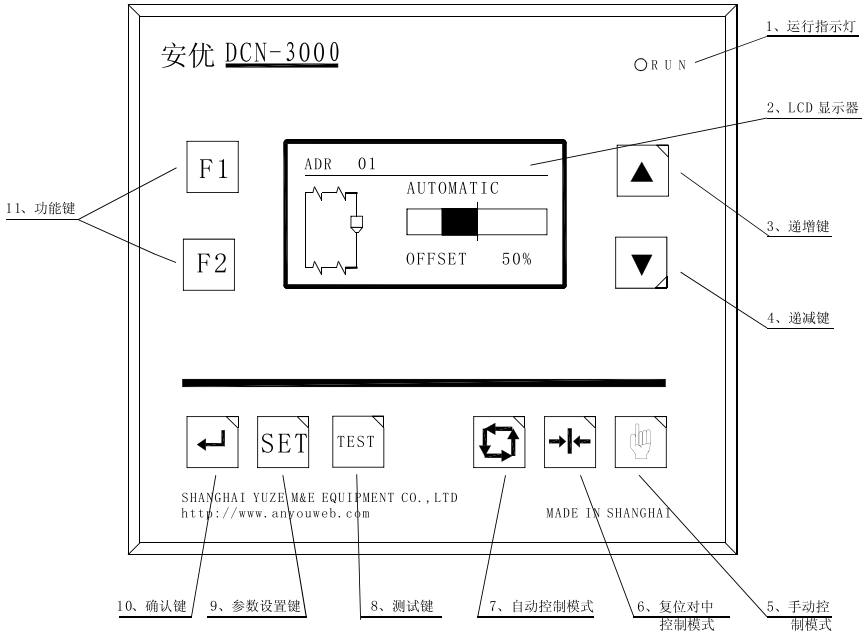 安优 DCN-3000
RUN
1、运行指示灯
2、LCD 显示器
F1
ADR 01
AUTOMATIC
11、功能键
3、递增键
F2
OFFSET 50%
4、递减键
SET
TEST
SHANGHAI YUZE M&E EQUIPMENT CO.,LTD
http://www.anyouweb.com
MADE IN SHANGHAI
10、确认键
9、参数设置键
8、测试键
7、自动控制模式
6、复位对中
控制模式
5、手动控
制模式